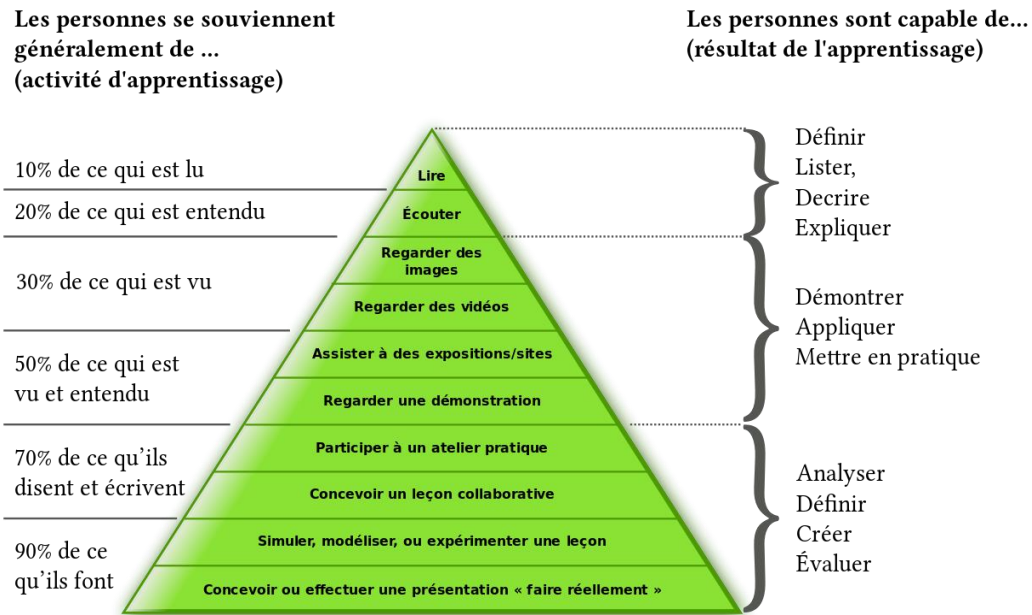 Les personnes se souviennent
généralement de ...
(activité d'apprentissage)
Les personnes sont capable de...
(résultat de l'apprentissage)
10% de ce qui est lu
20% de ce qui est entendu
30% de ce qui est vu
50% de ce qui est
vu et entendu
70% de ce qu’ils
disent et écrivent
90% de ce
qu’ils font
Lire
Écouter
Regarder des
images
Regarder des vidéos
Assister à des expositions/sites
Regarder une démonstration
Participer à un atelier pratique
Concevoir un leçon collaborative
Simuler, modéliser, ou expérimenter une leçon
Concevoir ou effectuer une présentation « faire réellement »
Définir
Lister,
Decrire
Expliquer
Démontrer
Appliquer
Mettre en pratique
Analyser
Définir
Créer
Évaluer